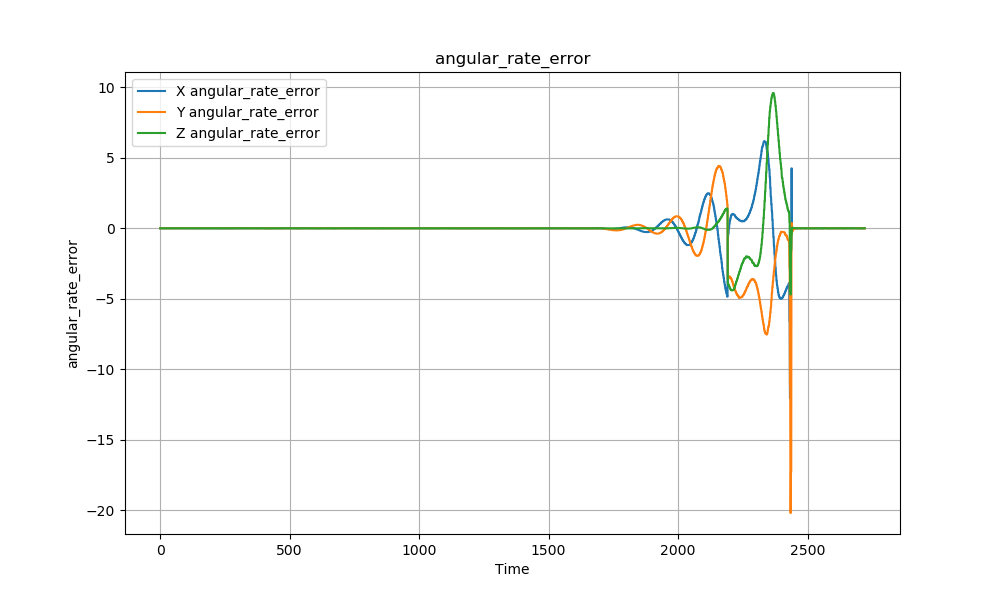 angular_rate_error
X angular_rate_error
Y angular_rate_error
Z angular_rate_error
10
5
0
−5
−10
−15
−20
angular_rate_error
0 500 1000 1500 2000 2500
Time